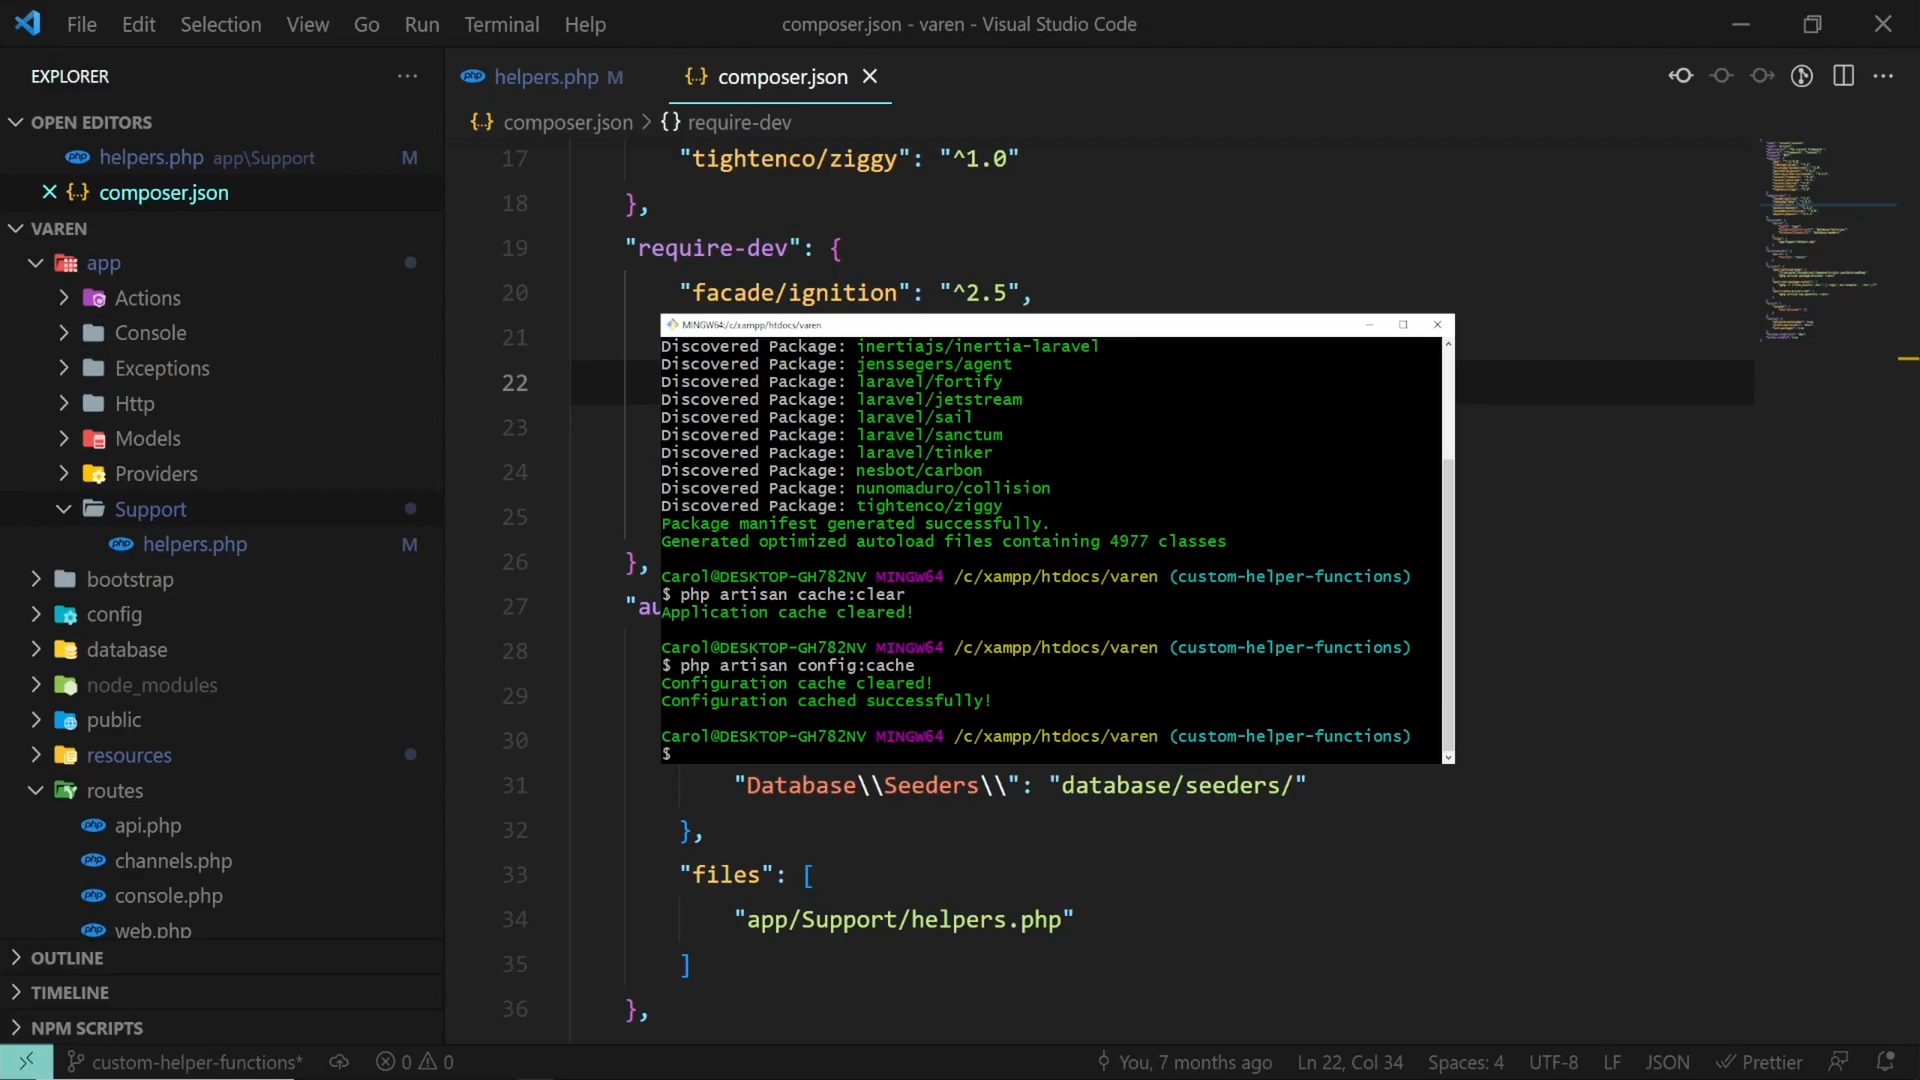 File Edit Selection View Go Run Terminal Help
composer.json - varen - Visual Studio Code
EXPLORER
OPEN EDITORS
php helpers.php app\Support M
{..} composer.json
VAREN
app
Actions
Console
Exceptions
Http
Models
Providers
Support
php helpers.php M
bootstrap
config
database
node_modules
public
resources
routes
php api.php
php channels.php
php console.php
php web.php
OUTLINE
TIMELINE
NPM SCRIPTS
php helpers.php M
{..} composer.json
{..} composer.json > {} require-dev
17 "tightenco/ziggy": "^1.0"
18 },
19 "require-dev": {
20 "facade/ignition": "^2.5",
21
22
23
24
25
26 },
27 "au
28
29
30
31 "Database\\Seeders\\": "database/seeders/"
32 },
33 "files": [
34 "app/Support/helpers.php"
35 ]
36 },
MINGW64:/c/xampp/htdocs/varen
Discovered Package: inertiajs/inertia-laravel
Discovered Package: jenssegers/agent
Discovered Package: laravel/fortify
Discovered Package: laravel/jetstream
Discovered Package: laravel/sail
Discovered Package: laravel/sanctum
Discovered Package: laravel/tinker
Discovered Package: nesbot/carbon
Discovered Package: nunomaduro/collision
Discovered Package: tightenco/ziggy
Package manifest generated successfully.
Generated optimized autoload files containing 4977 classes
Carol@DESKTOP-GH782NV MINGW64 /c/xampp/htdocs/varen (custom-helper-functions)
$ php artisan cache:clear
Application cache cleared!
Carol@DESKTOP-GH782NV MINGW64 /c/xampp/htdocs/varen (custom-helper-functions)
$ php artisan config:cache
Configuration cache cleared!
Configuration cached successfully!
Carol@DESKTOP-GH782NV MINGW64 /c/xampp/htdocs/varen (custom-helper-functions)
$
custom-helper-functions* 0 0
You, 7 months ago Ln 22, Col 34 Spaces: 4 UTF-8 LF JSON Prettier